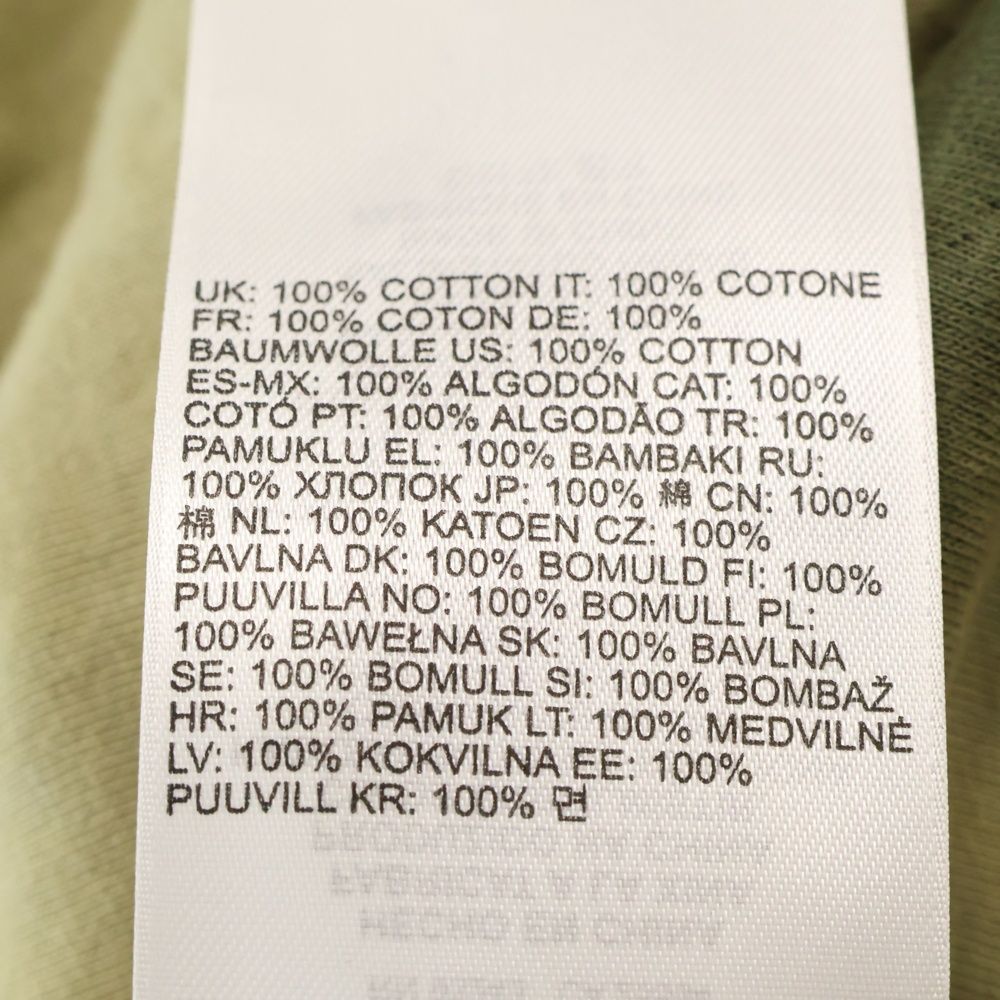 UK: 100% COTTON IT: 100% COTONE
FR: 100% COTON DE: 100%
BAUMWOLLE US: 100% COTTON
ES-MX: 100% ALGODÓN CAT: 100%
COTÓ PT: 100% ALGODÃO TR: 100%
PAMUKLU EL: 100% BAMBAKI RU:
100% ХЛОПОК JP: 100% 綿 CN: 100%
棉 NL: 100% KATOEN CZ: 100%
BAVLNA DK: 100% BOMULD FI: 100%
PUUVILLA NO: 100% BOMULL PL:
100% BAWEŁNA SK: 100% BAVLNA
SE: 100% BOMULL SI: 100% BOMBAŽ
HR: 100% PAMUK LT: 100% MEDVILNĖ
LV: 100% KOKVILNA EE: 100%
PUUVILL KR: 100% 면